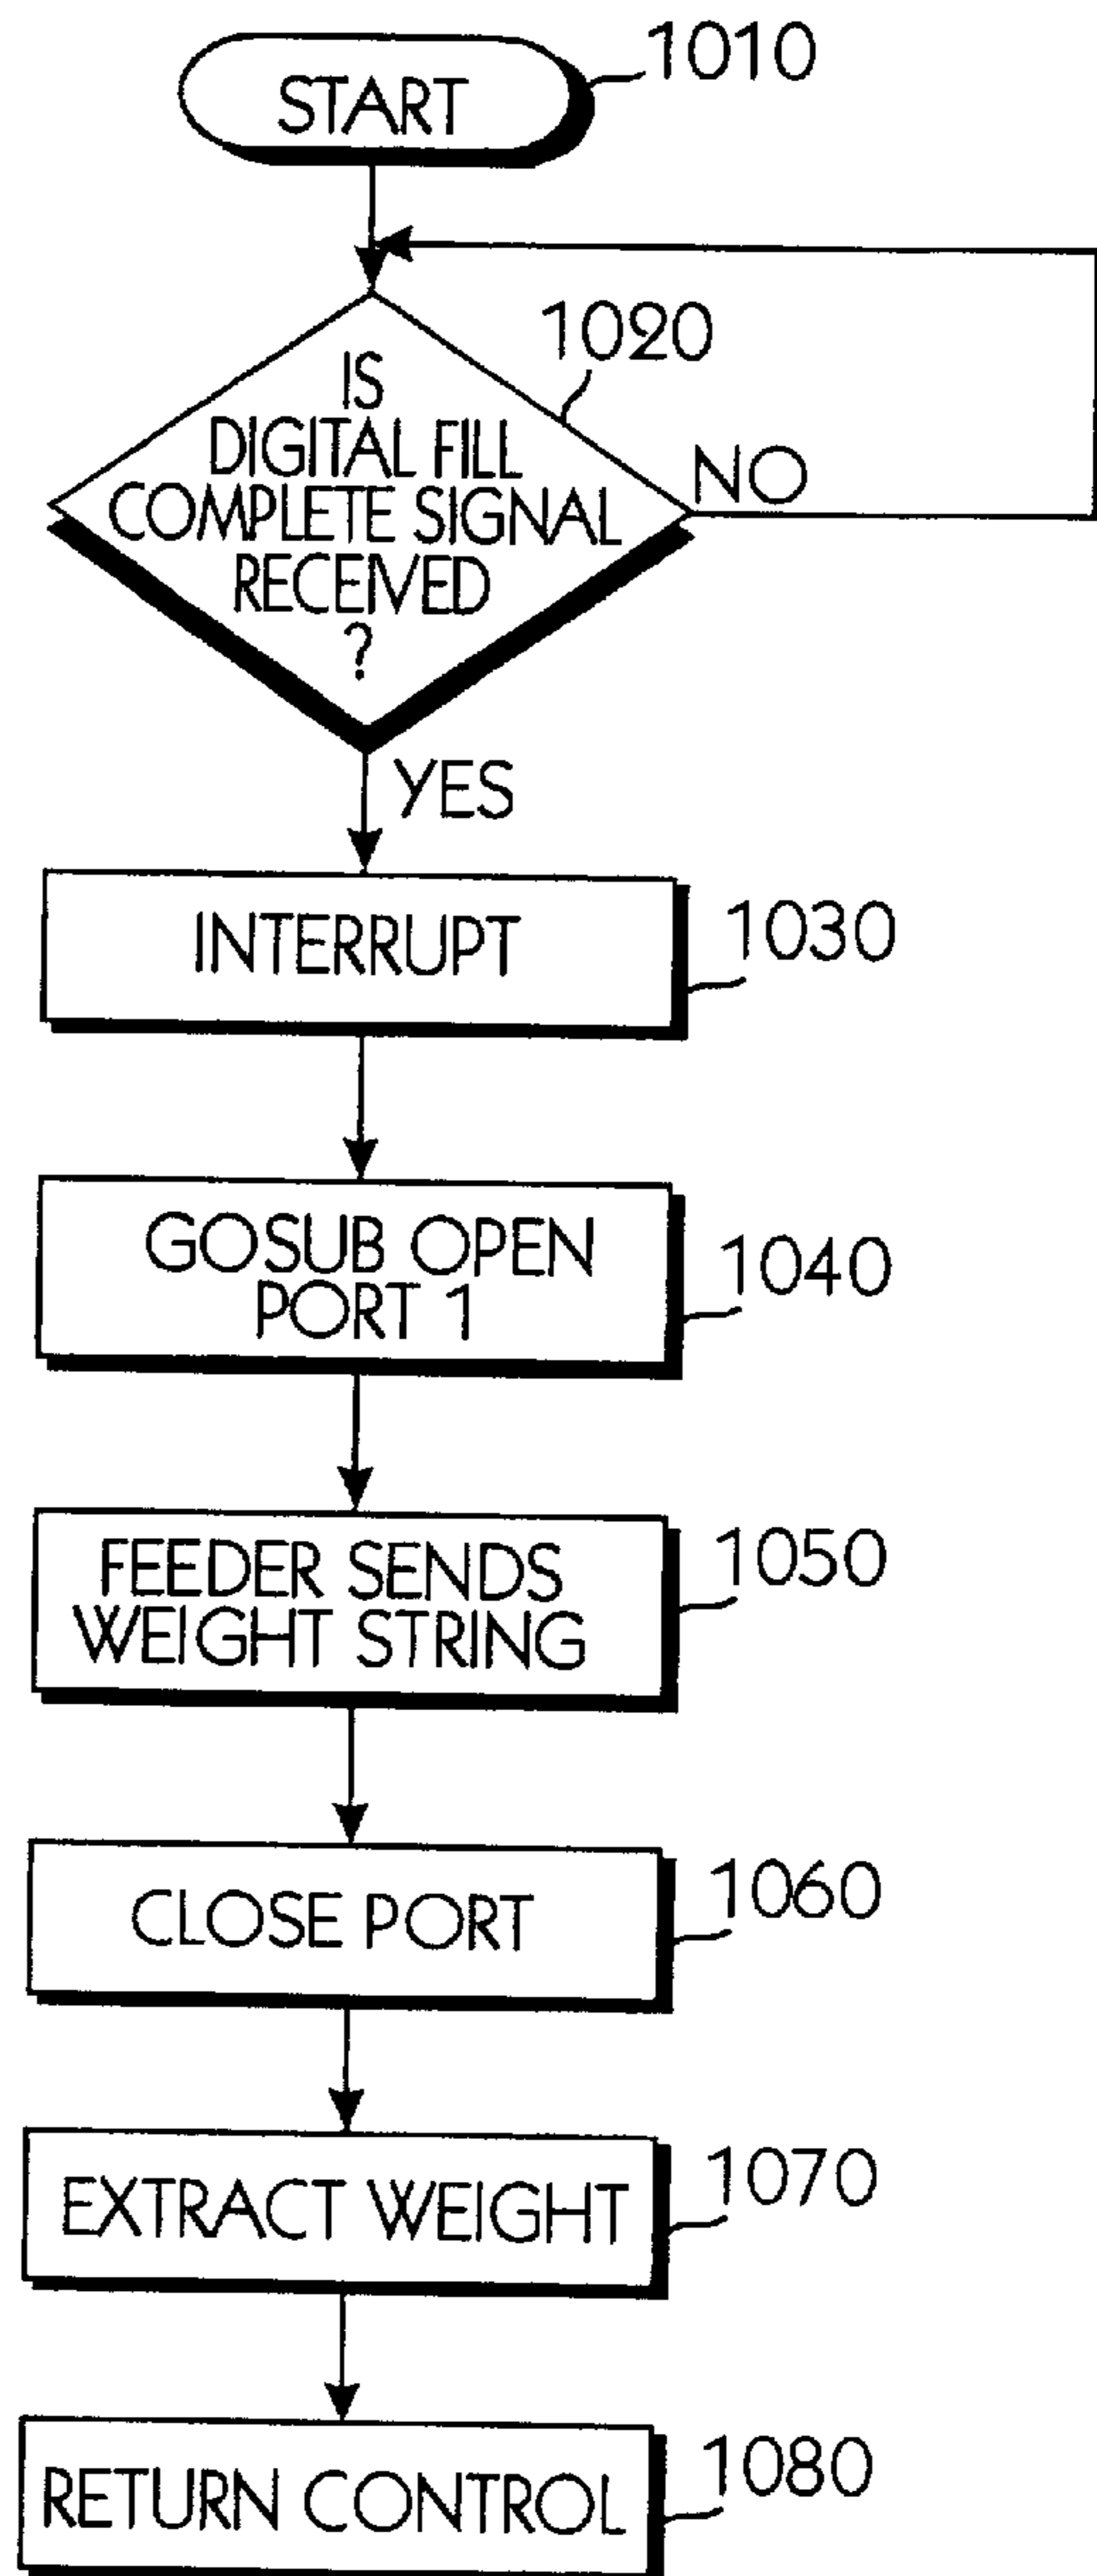 START
1010
IS
DIGITAL FILL
COMPLETE SIGNAL
RECEIVED
?
1020
NO
YES
INTERRUPT
1030
GOSUB OPEN
PORT 1
1040
FEEDER SENDS
WEIGHT STRING
1050
CLOSE PORT
1060
EXTRACT WEIGHT
1070
RETURN CONTROL
1080